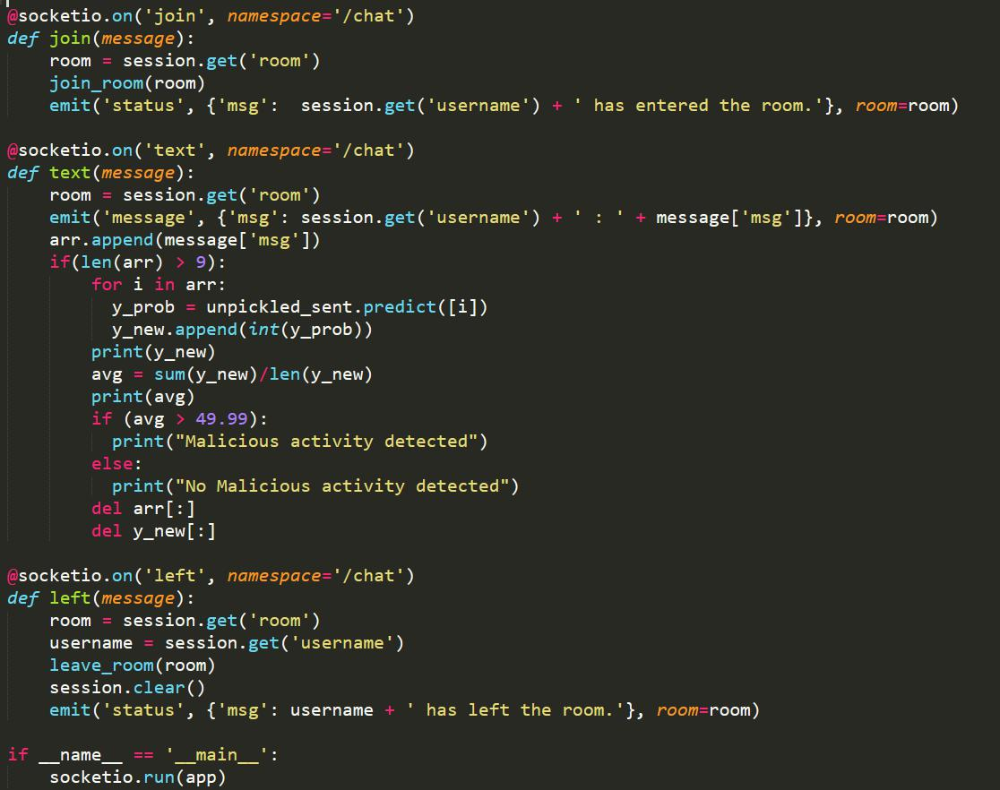 @socketio.on('join', namespace='/chat')
def join(message):
    room = session.get('room')
    join_room(room)
    emit('status', {'msg':  session.get('username') + ' has entered the room.'}, room=room)

@socketio.on('text', namespace='/chat')
def text(message):
    room = session.get('room')
    emit('message', {'msg': session.get('username') + ' : ' + message['msg']}, room=room)
    arr.append(message['msg'])
    if(len(arr) > 9):
        for i in arr:
          y_prob = unpickled_sent.predict([i])
          y_new.append(int(y_prob))
        print(y_new)
        avg = sum(y_new)/len(y_new)
        print(avg)
        if (avg > 49.99):
          print("Malicious activity detected")
        else:
          print("No Malicious activity detected")
        del arr[:]
        del y_new[:]

@socketio.on('left', namespace='/chat')
def left(message):
    room = session.get('room')
    username = session.get('username')
    leave_room(room)
    session.clear()
    emit('status', {'msg': username + ' has left the room.'}, room=room)

if __name__ == '__main__':
    socketio.run(app)